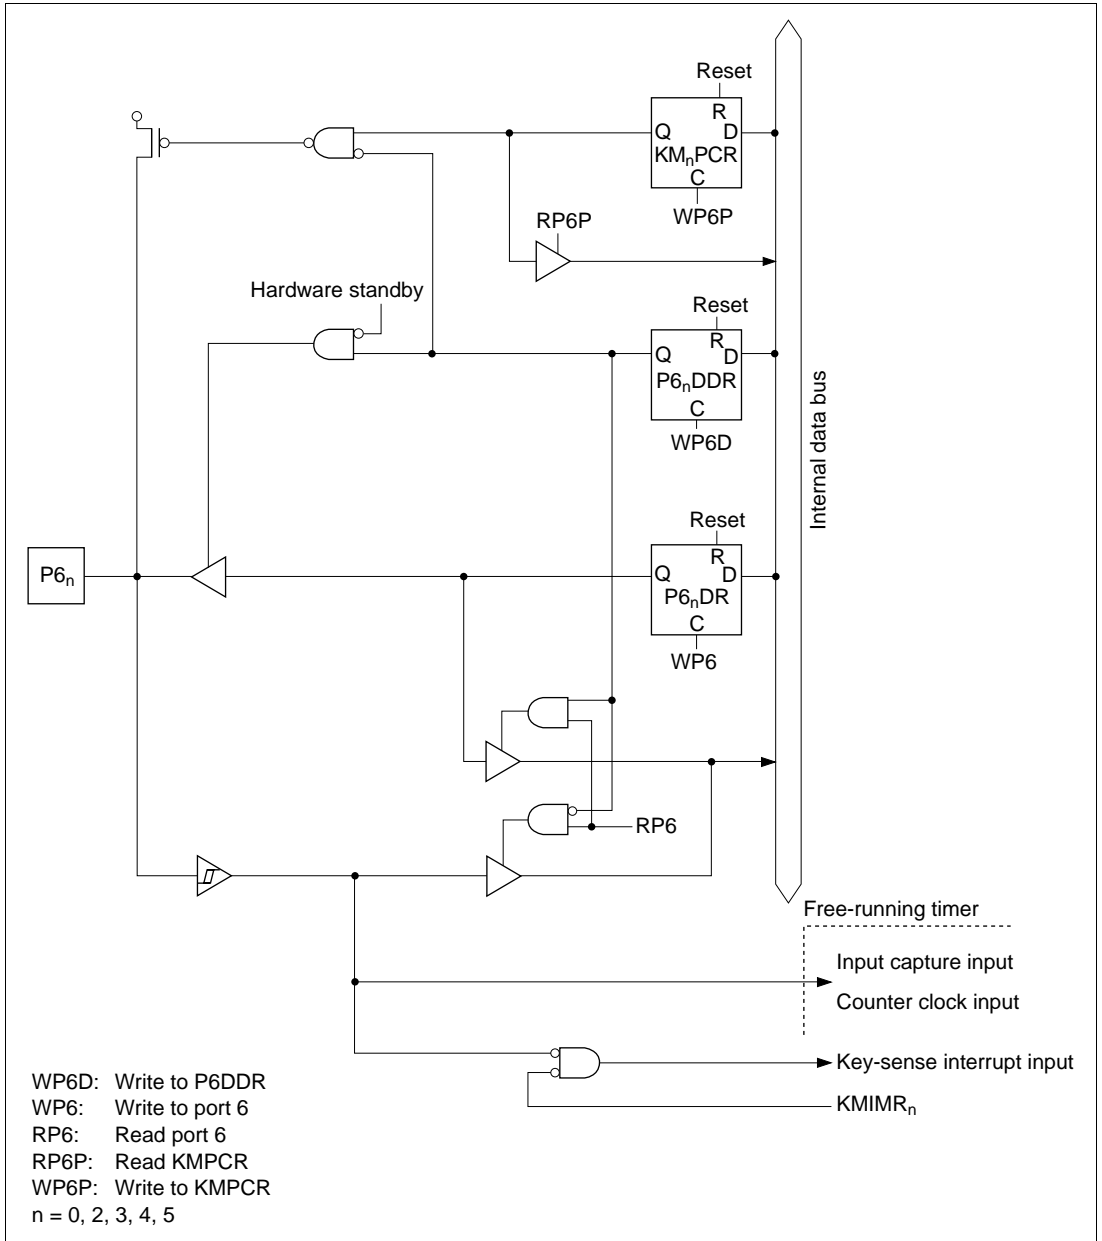 Reset
R
Q D
KMnPCR
C
WP6P
RP6P
Hardware standby
Reset
R
Q D
P6nDDR
C
WP6D
Internal data bus
Reset
R
Q D
P6nDR
C
WP6
P6n
RP6
Free-running timer
Input capture input
Counter clock input
Key-sense interrupt input
KMIMRn
WP6D: Write to P6DDR
WP6: Write to port 6
RP6: Read port 6
RP6P: Read KMPCR
WP6P: Write to KMPCR
n = 0, 2, 3, 4, 5